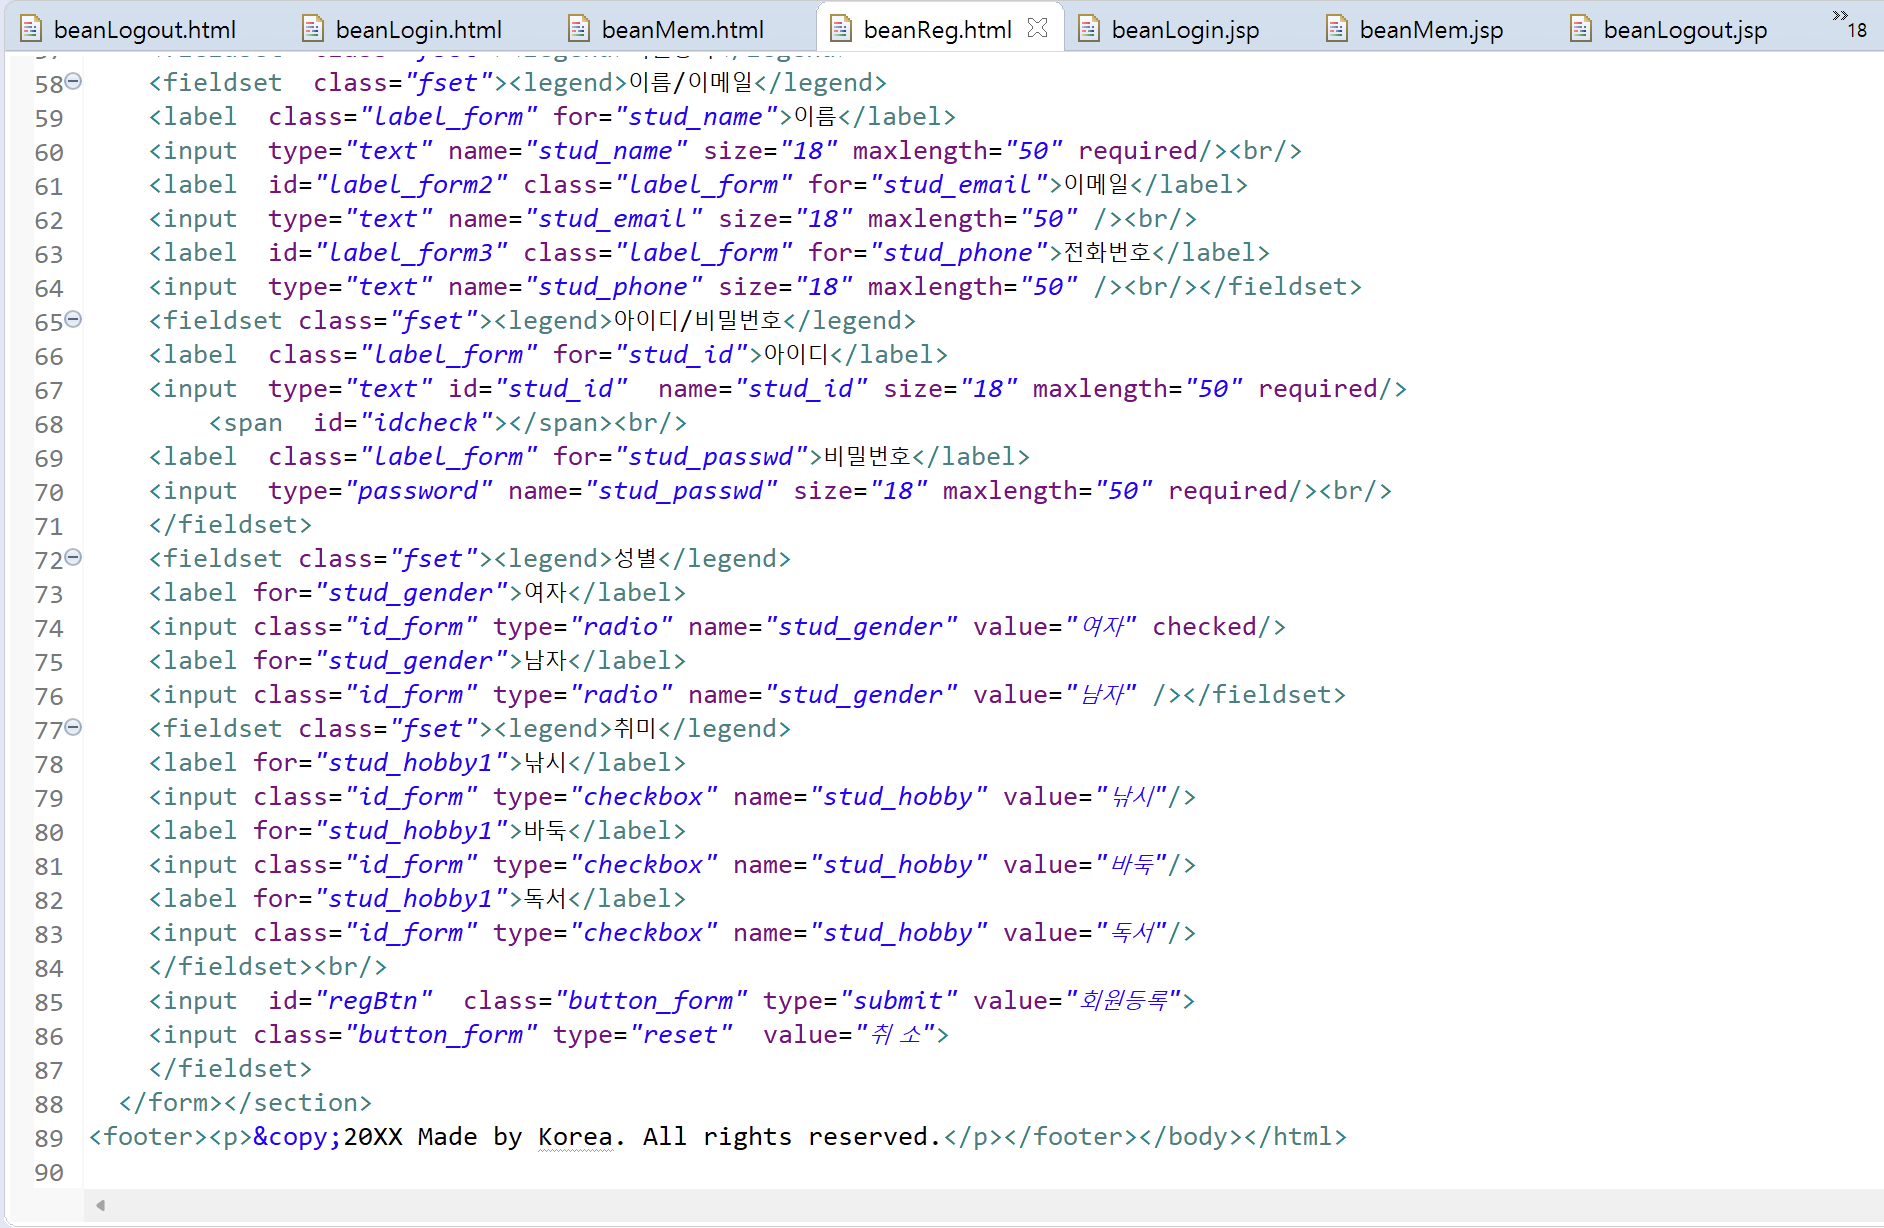 beanLogout.html beanLogin.html beanMem.html beanReg.html beanLogin.jsp beanMem.jsp beanLogout.jsp »18
58 <fieldset  class="fset"><legend>이름/이메일</legend>
59 <label  class="label_form" for="stud_name">이름</label>
60 <input  type="text" name="stud_name" size="18" maxlength="50" required/><br/>
61 <label  id="label_form2" class="label_form" for="stud_email">이메일</label>
62 <input  type="text" name="stud_email" size="18" maxlength="50" /><br/>
63 <label  id="label_form3" class="label_form" for="stud_phone">전화번호</label>
64 <input  type="text" name="stud_phone" size="18" maxlength="50" /><br/></fieldset>
65 <fieldset class="fset"><legend>아이디/비밀번호</legend>
66 <label  class="label_form" for="stud_id">아이디</label>
67 <input  type="text" id="stud_id"  name="stud_id" size="18" maxlength="50" required/>
68 <span  id="idcheck"></span><br/>
69 <label  class="label_form" for="stud_passwd">비밀번호</label>
70 <input  type="password" name="stud_passwd" size="18" maxlength="50" required/><br/>
71 </fieldset>
72 <fieldset class="fset"><legend>성별</legend>
73 <label for="stud_gender">여자</label>
74 <input class="id_form" type="radio" name="stud_gender" value="여자" checked/>
75 <label for="stud_gender">남자</label>
76 <input class="id_form" type="radio" name="stud_gender" value="남자" /></fieldset>
77 <fieldset class="fset"><legend>취미</legend>
78 <label for="stud_hobby1">낚시</label>
79 <input class="id_form" type="checkbox" name="stud_hobby" value="낚시"/>
80 <label for="stud_hobby1">바둑</label>
81 <input class="id_form" type="checkbox" name="stud_hobby" value="바둑"/>
82 <label for="stud_hobby1">독서</label>
83 <input class="id_form" type="checkbox" name="stud_hobby" value="독서"/>
84 </fieldset><br/>
85 <input  id="regBtn"  class="button_form" type="submit" value="회원등록">
86 <input class="button_form" type="reset"  value="취 소">
87 </fieldset>
88 </form></section>
89 <footer><p>&copy;20XX Made by Korea. All rights reserved.</p></footer></body></html>
90